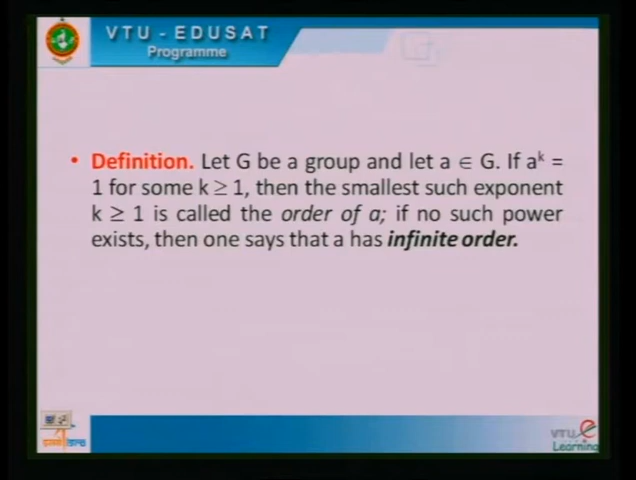 VTU - EDUSAT
Programme
• Definition. Let G be a group and let a ∈ G. If aᵏ =
1 for some k ≥ 1, then the smallest such exponent
k ≥ 1 is called the order of a; if no such power
exists, then one says that a has infinite order.
VTU e
Learning